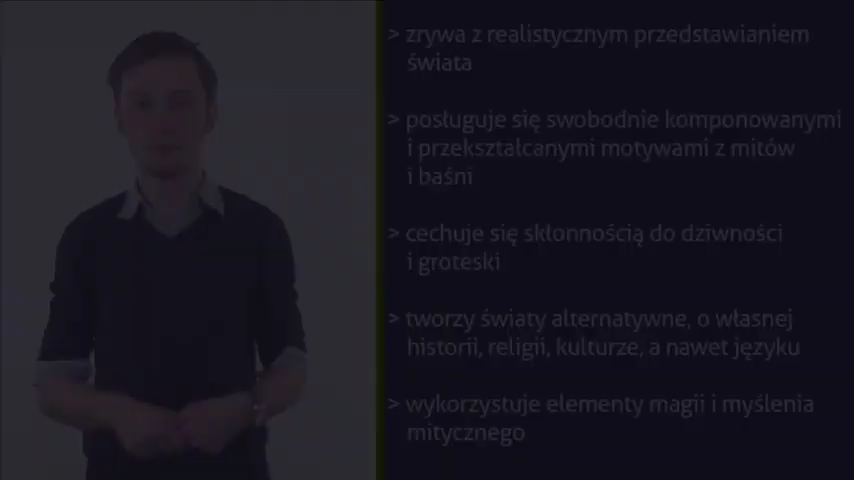 > zrywa z realistycznym przedstawianiem
świata
> posługuje się swobodnie komponowanymi
i przekształcanymi motywami z mitów
i baśni
> cechuje się skłonnością do dziwności
i groteski
> tworzy światy alternatywne, o własnej
historii, religii, kulturze, a nawet języku
> wykorzystuje elementy magii i myślenia
mitycznego